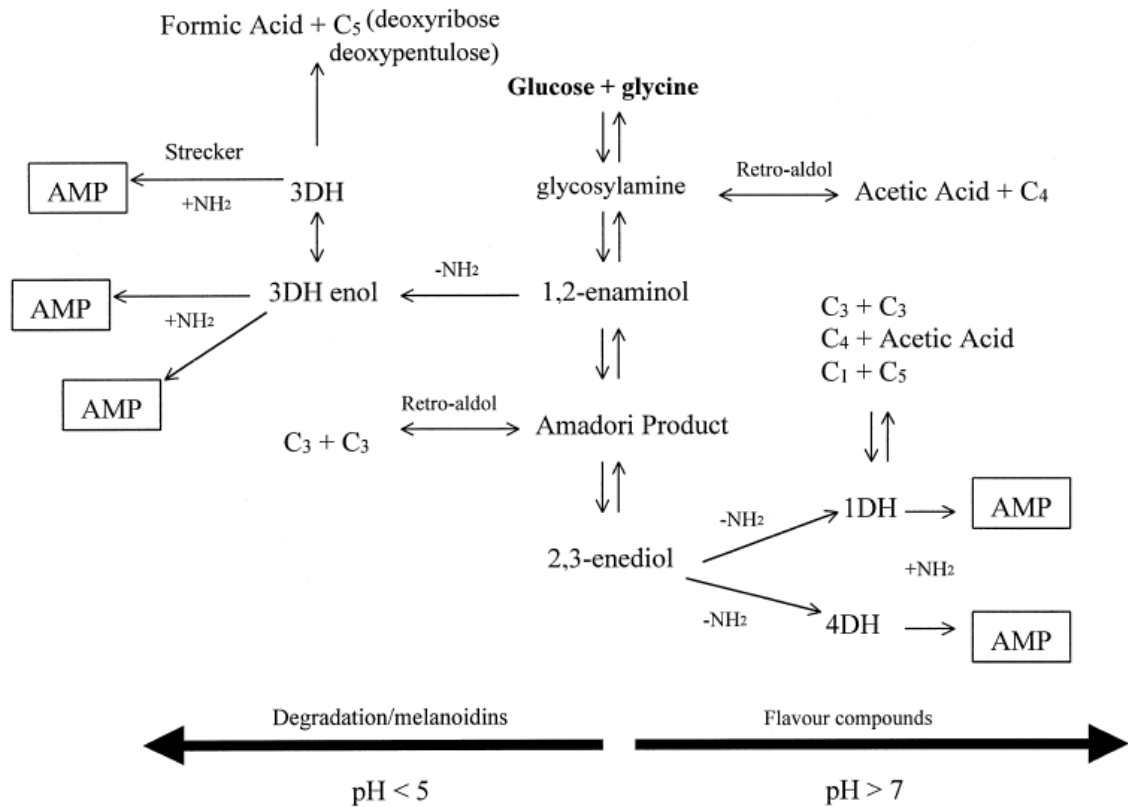 Formic Acid + C₅ (deoxyribose
deoxypentulose)
Glucose + glycine
Strecker
AMP
+NH₂
3DH
glycosylamine
Retro-aldol
Acetic Acid + C₄
AMP
+NH₂
3DH enol
-NH₂
1,2-enaminol
C₃ + C₃
C₄ + Acetic Acid
C₁ + C₅
AMP
C₃ + C₃
Retro-aldol
Amadori Product
2,3-enediol
-NH₂
1DH
AMP
+NH₂
-NH₂
4DH
AMP
Degradation/melanoidins
Flavour compounds
pH < 5
pH > 7